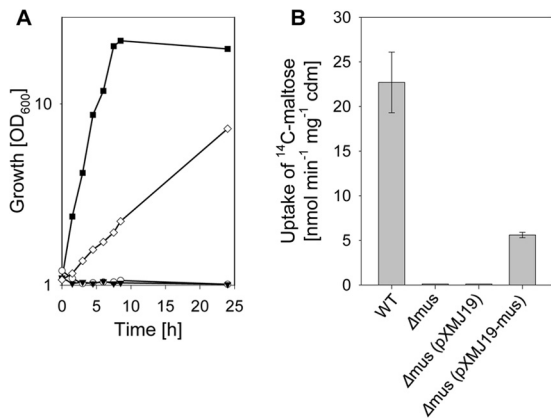 A
Growth [OD600]
10
1
0 5 10 15 20 25
Time [h]
B
Uptake of 14C-maltose
[nmol min-1 mg-1 cdm]
30
25
20
15
10
5
0
WT
Δmus
Δmus (pXMJ19)
Δmus (pXMJ19-mus)